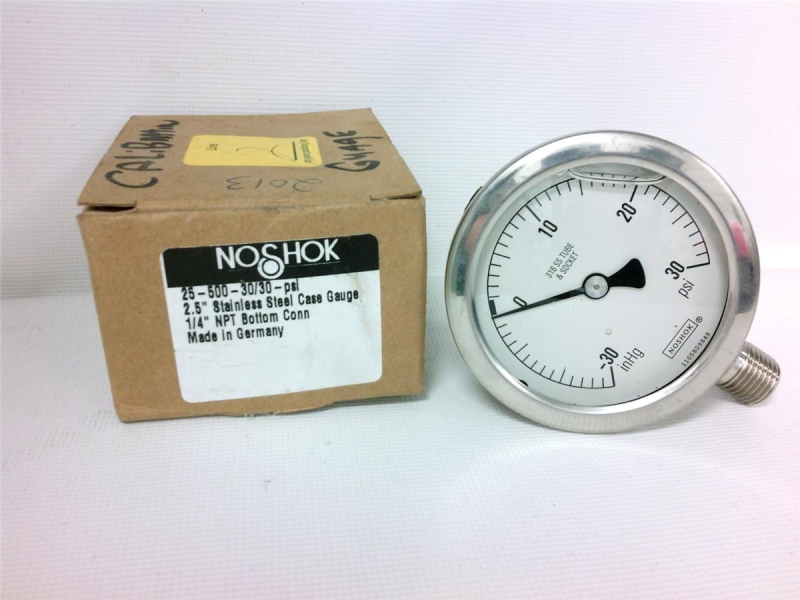 CALIBRATION
GUAGE
2013
NOSHOK
25-500-30/30-psi
2.5" Stainless Steel Case Gauge
1/4" NPT Bottom Conn
Made in Germany
10
20
30
psi
316 SS TUBE
& SOCKET
0
-30
inHg
NOSHOK ®